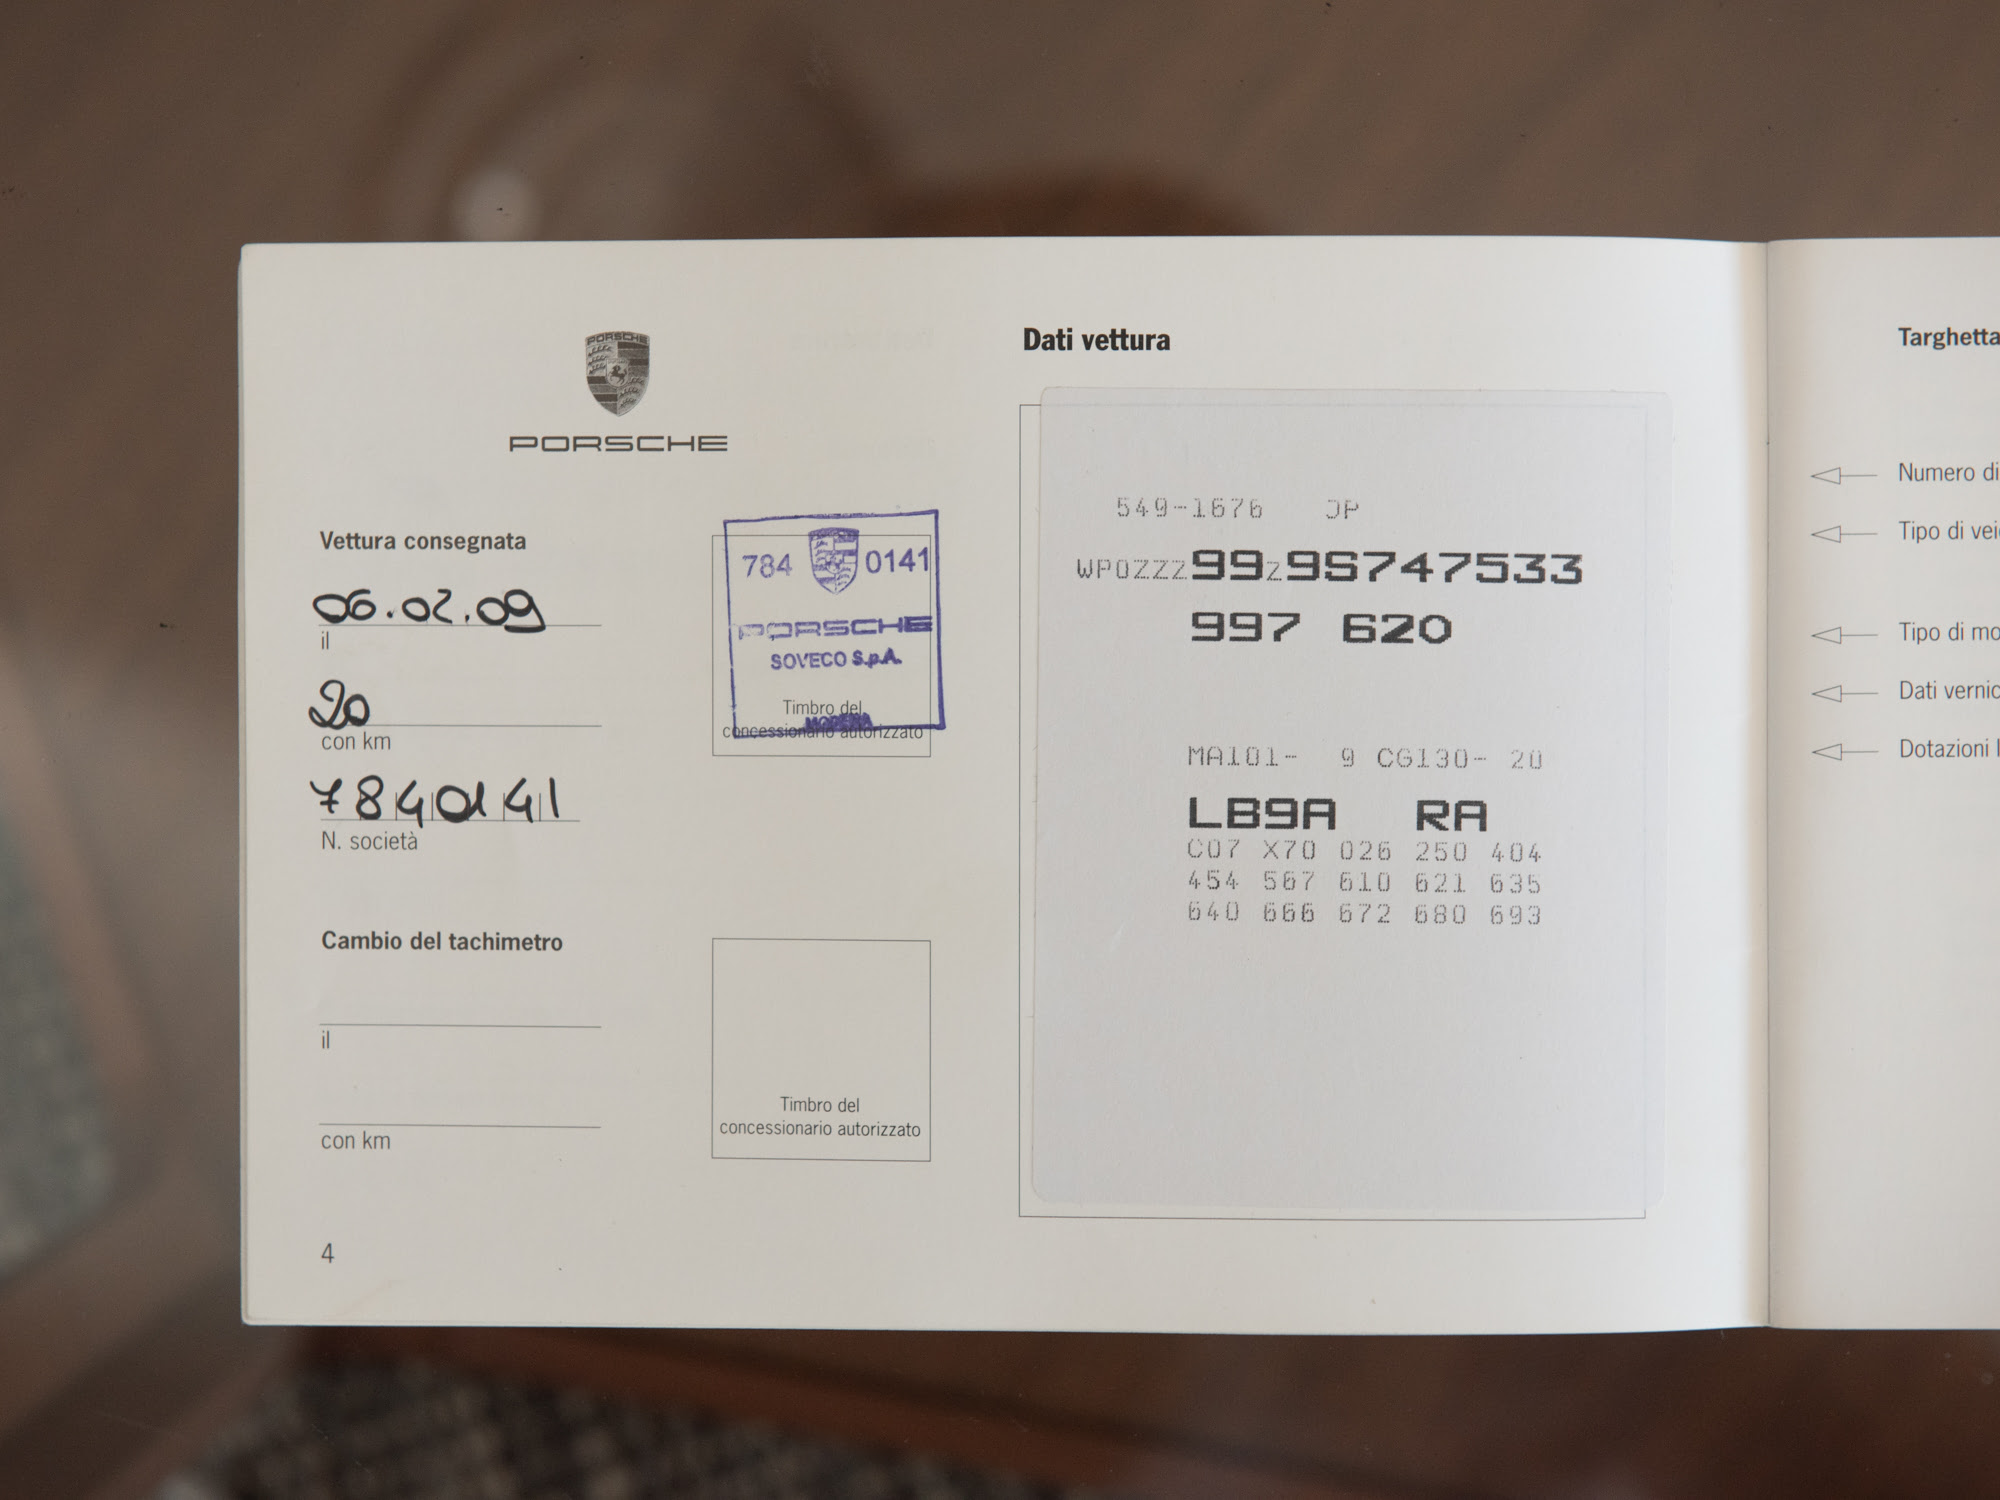 PORSCHE
PORSCHE
Vettura consegnata
06.02.09
il
20
con km
7840141
N. società
784 0141
PORSCHE
SOVECO S.p.A.
MODENA
Timbro del
concessionario autorizzato
Cambio del tachimetro
il
con km
Timbro del
concessionario autorizzato
4
Dati vettura
549-1676 JP
WP0ZZZ99Z9S747533
997 620
MA101- 9 CG130- 20
LB9A RA
C07 X70 026 250 404
454 567 610 621 635
640 666 672 680 693
Targhetta
Numero di
Tipo di vei
Tipo di mo
Dati vernic
Dotazioni